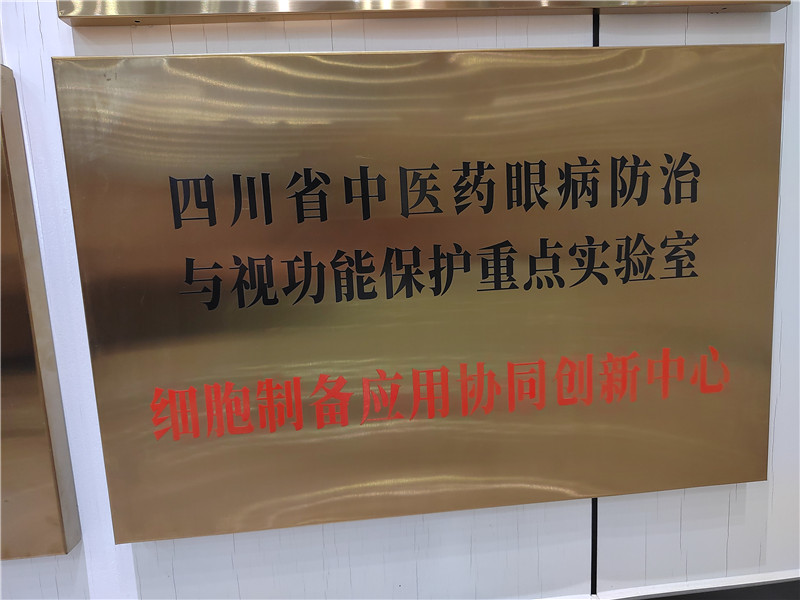 四川省中医药眼病防治
与视功能保护重点实验室
细胞制备应用协同创新中心